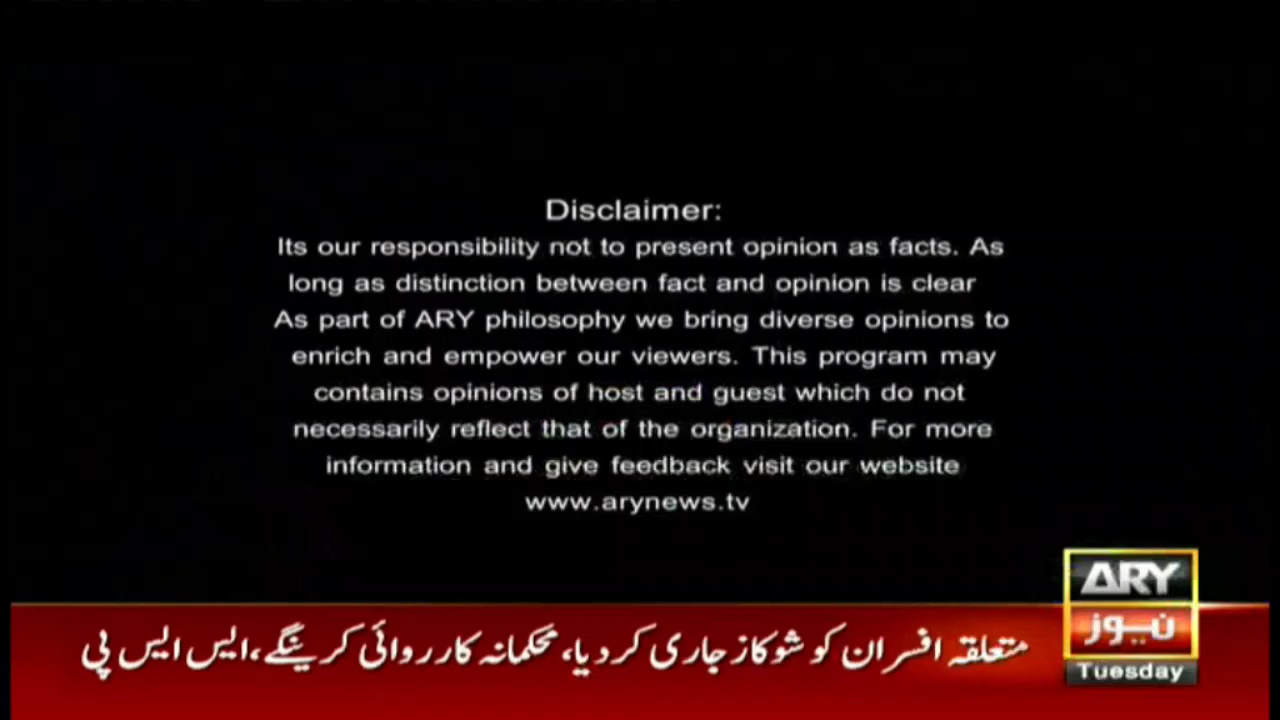 Disclaimer:
Its our responsibility not to present opinion as facts. As
long as distinction between fact and opinion is clear
As part of ARY philosophy we bring diverse opinions to
enrich and empower our viewers. This program may
contains opinions of host and guest which do not
necessarily reflect that of the organization. For more
information and give feedback visit our website
www.arynews.tv
ARY
نیوز
Tuesday
متعلقہ افسران کو شوکاز جاری کردیا، محکمانہ کارروائی کرینگے،ایس ایس پی